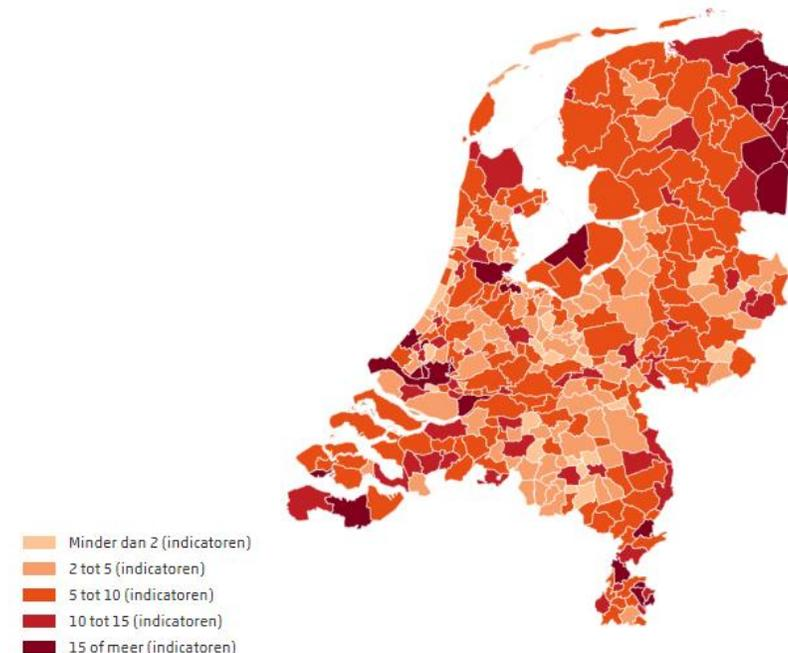 Minder dan 2 (indicatoren)
2 tot 5 (indicatoren)
5 tot 10 (indicatoren)
10 tot 15 (indicatoren)
15 of meer (indicatoren)